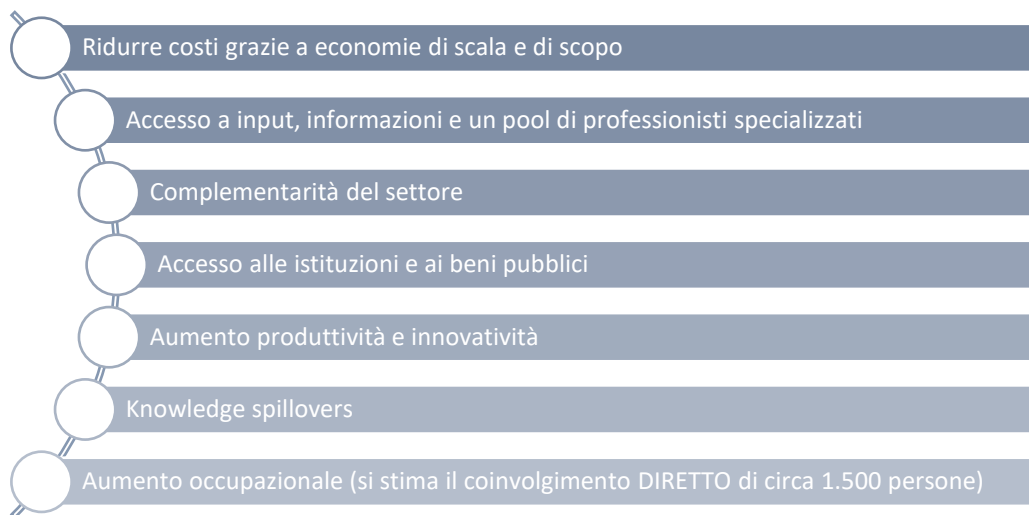 Ridurre costi grazie a economie di scala e di scopo
Accesso a input, informazioni e un pool di professionisti specializzati
Complementarità del settore
Accesso alle istituzioni e ai beni pubblici
Aumento produttività e innovatività
Knowledge spillovers
Aumento occupazionale (si stima il coinvolgimento DIRETTO di circa 1.500 persone)